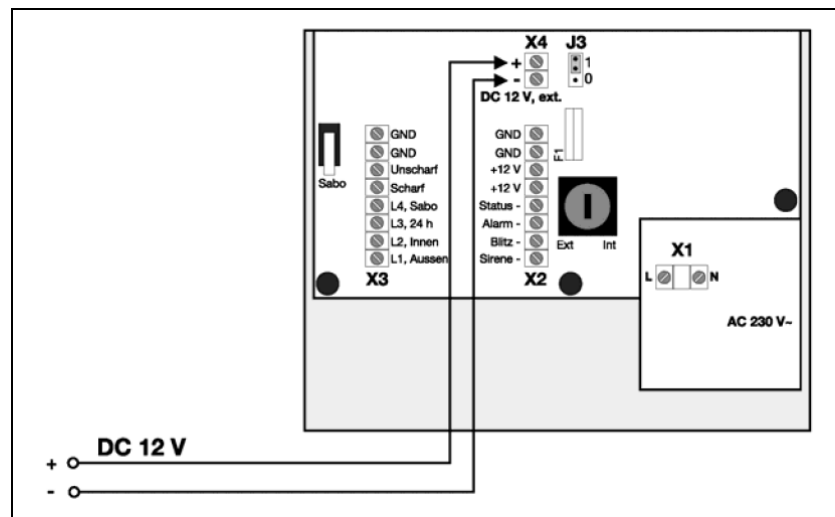 X4 J3
+ 1
- 0
DC 12 V, ext.
GND
GND
Unscharf
Scharf
L4, Sabo
L3, 24 h
L2, Innen
L1, Aussen
X3
Sabo
GND
GND
+12 V
+12 V
Status -
Alarm -
Blitz -
Sirene -
X2
F1
Ext Int
X1
L N
AC 230 V~
DC 12 V
+
-